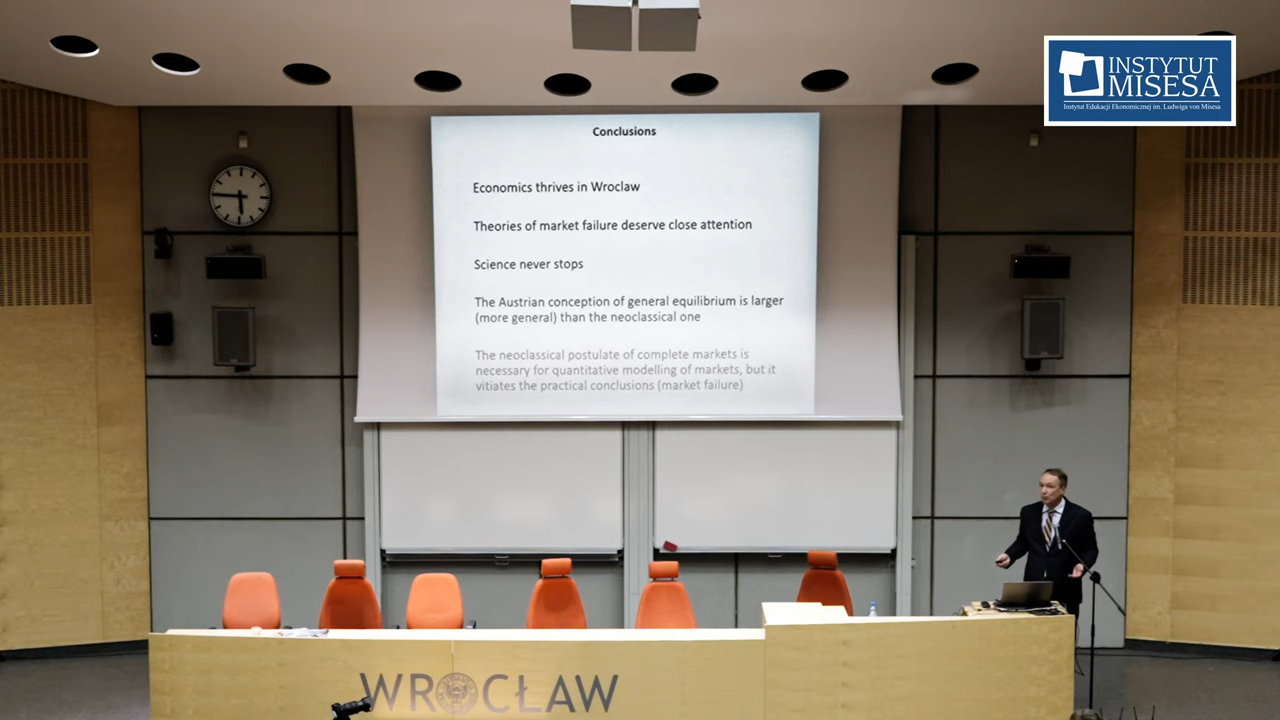 INSTYTUT
MISESA
Instytut Edukacji Ekonomicznej im. Ludwiga von Misesa
Conclusions
Economics thrives in Wroclaw
Theories of market failure deserve close attention
Science never stops
The Austrian conception of general equilibrium is larger
(more general) than the neoclassical one
The neoclassical postulate of complete markets is
necessary for quantitative modelling of markets, but it
vitiates the practical conclusions (market failure)
WROCŁAW